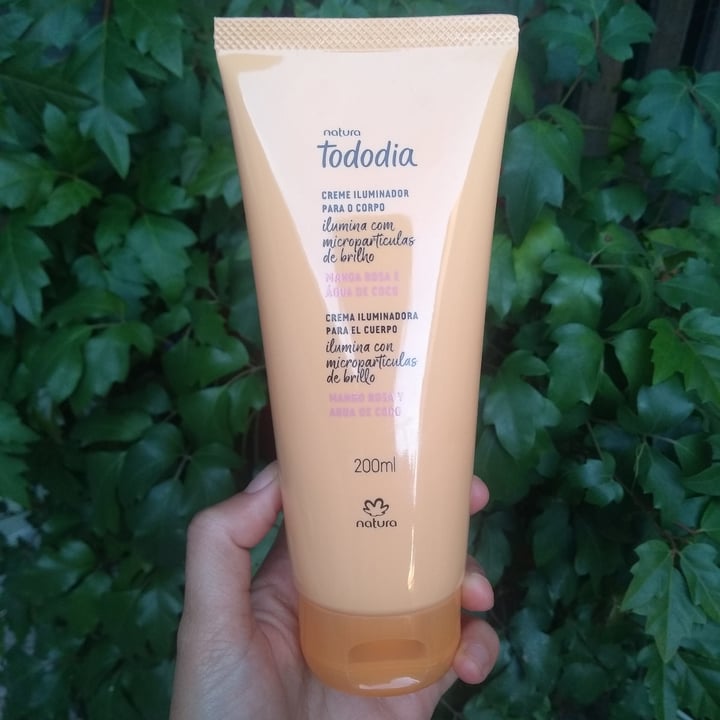 natura
Tododia
CREME ILUMINADOR
PARA O CORPO
ilumina com
micropartículas
de brilho
MANGA ROSA E
ÁGUA DE COCO
CREMA ILUMINADORA
PARA EL CUERPO
ilumina con
micropartículas
de brillo
MANGO ROSA Y
AGUA DE COCO
200ml
natura